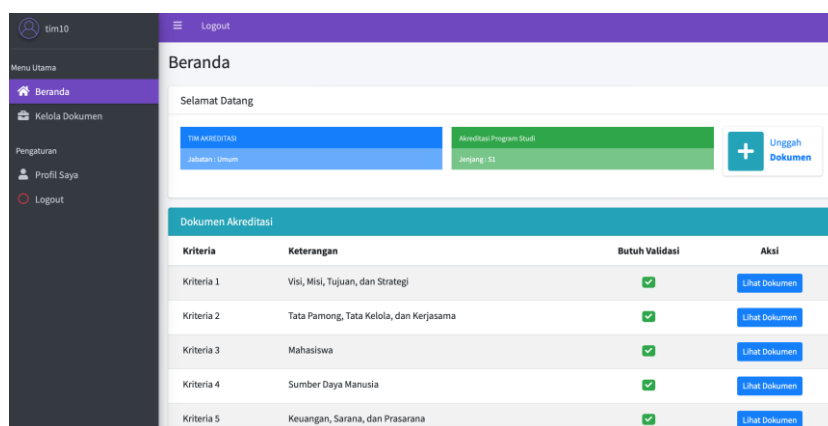 tim10
Logout
Menu Utama
Beranda
Kelola Dokumen
Pengaturan
Profil Saya
Logout
Beranda
Selamat Datang
TIM AKREDITASI
Jabatan : Umum
Akreditasi Program Studi
Jenjang : S1
Unggah
Dokumen
Dokumen Akreditasi
Kriteria Keterangan Butuh Validasi Aksi
Kriteria 1 Visi, Misi, Tujuan, dan Strategi Lihat Dokumen
Kriteria 2 Tata Pamong, Tata Kelola, dan Kerjasama Lihat Dokumen
Kriteria 3 Mahasiswa Lihat Dokumen
Kriteria 4 Sumber Daya Manusia Lihat Dokumen
Kriteria 5 Keuangan, Sarana, dan Prasarana Lihat Dokumen